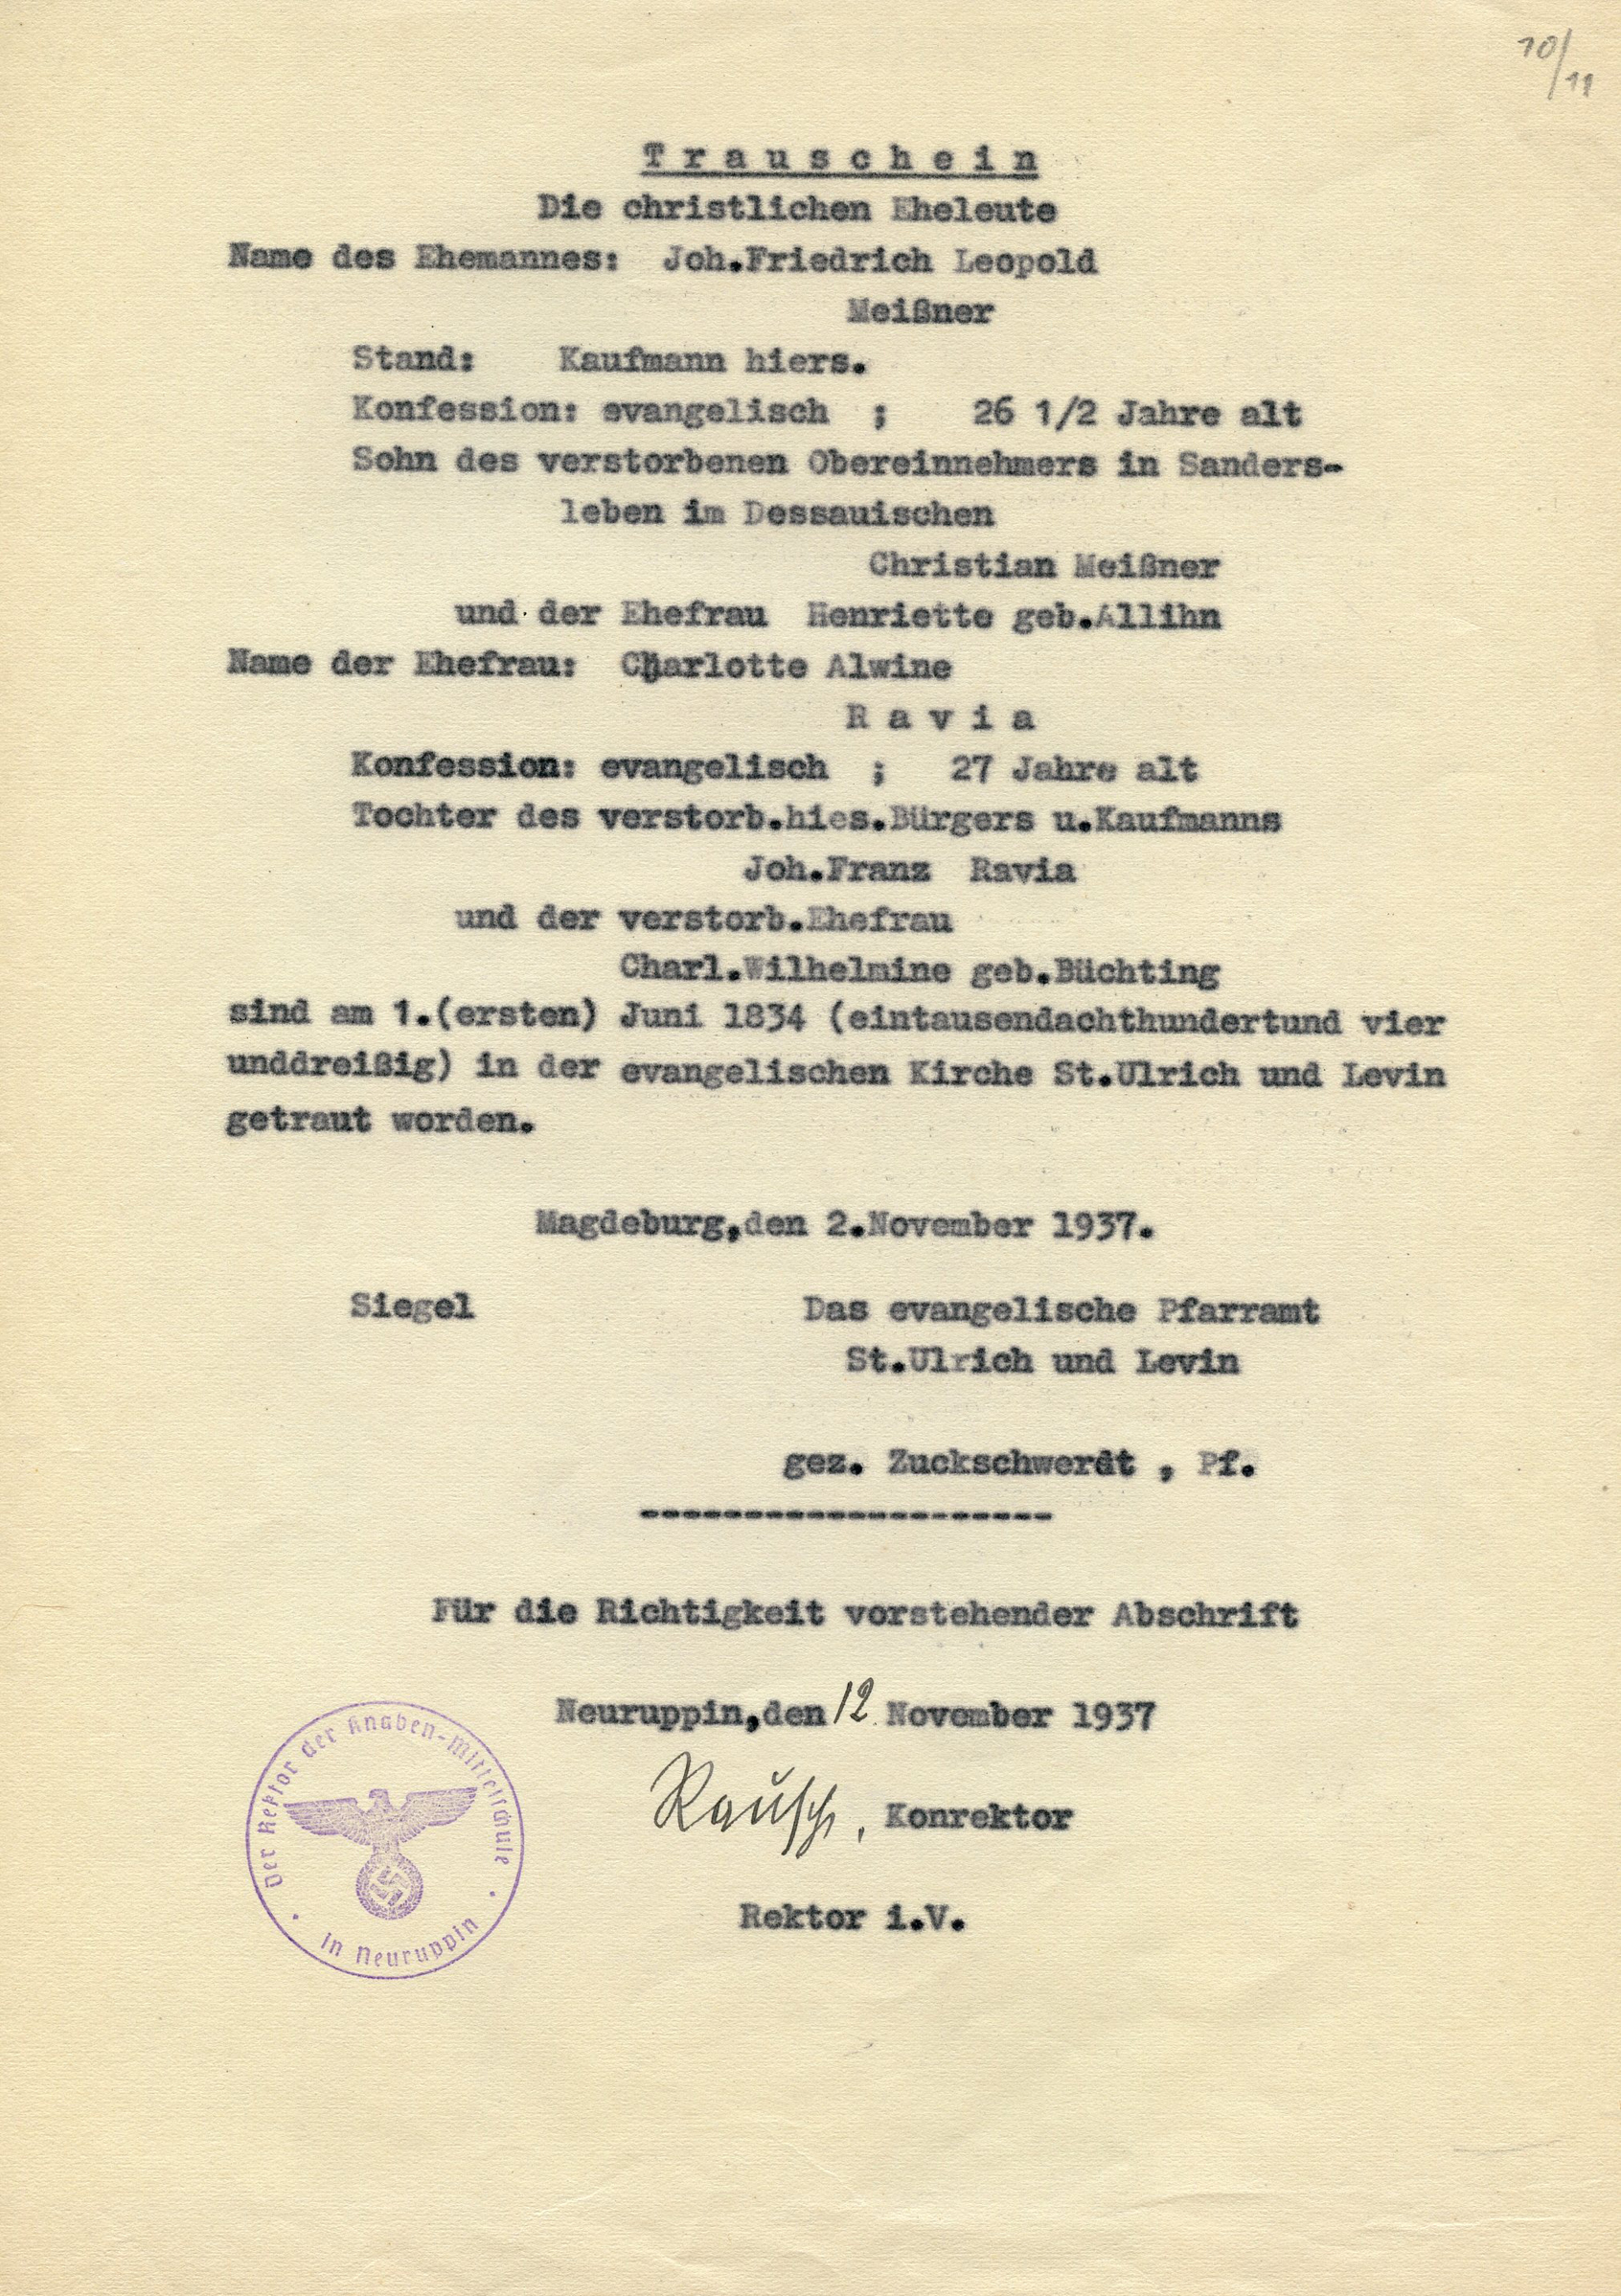 10/11
T r a u s c h e i n
Die christlichen Eheleute
Name des Ehemannes: Joh.Friedrich Leopold
Meißner
Stand: Kaufmann hiers.
Konfession: evangelisch ; 26 1/2 Jahre alt
Sohn des verstorbenen Obereinnehmers in Sanders-
leben im Dessauischen
Christian Meißner
und der Ehefrau Henriette geb.Allihn
Name der Ehefrau: Charlotte Alwine
R a v i a
Konfession: evangelisch ; 27 Jahre alt
Tochter des verstorb.hies.Bürgers u.Kaufmanns
Joh.Franz Ravia
und der verstorb.Ehefrau
Charl.Wilhelmine geb.Büchting
sind am 1.(ersten) Juni 1834 (eintausendachthundertund vier
unddreißig) in der evangelischen Kirche St.Ulrich und Levin
getraut worden.
Magdeburg,den 2.November 1937.
Siegel Das evangelische Pfarramt
St.Ulrich und Levin
gez. Zuckschwerdt , Pf.
--------------------
Für die Richtigkeit vorstehender Abschrift
Neuruppin,den 12. November 1937
Rausch, Konrektor
Rektor i.V.
Der Rektor der Knaben-Mittelschule
• in Neuruppin •